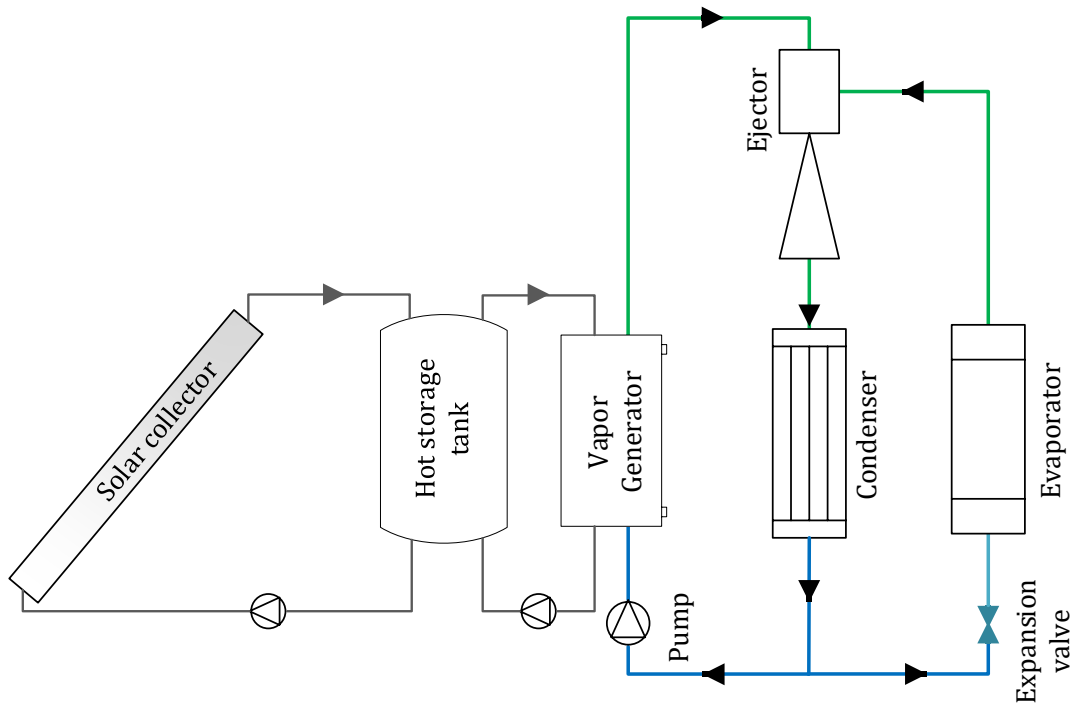 Solar collector
Hot storage
tank
Vapor
Generator
Pump
Ejector
Condenser
Evaporator
Expansion
valve